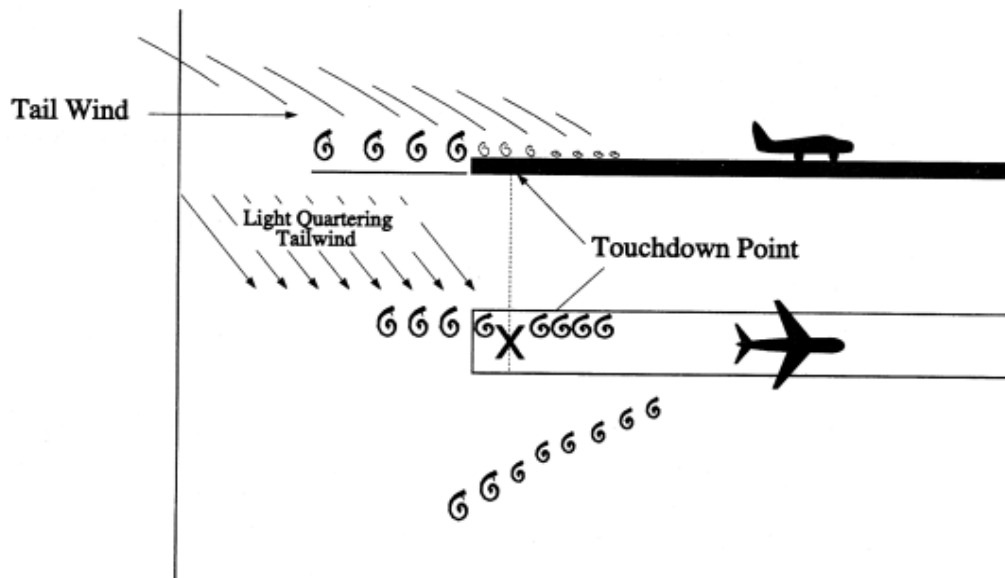 Tail Wind
Light Quartering
Tailwind
Touchdown Point
X